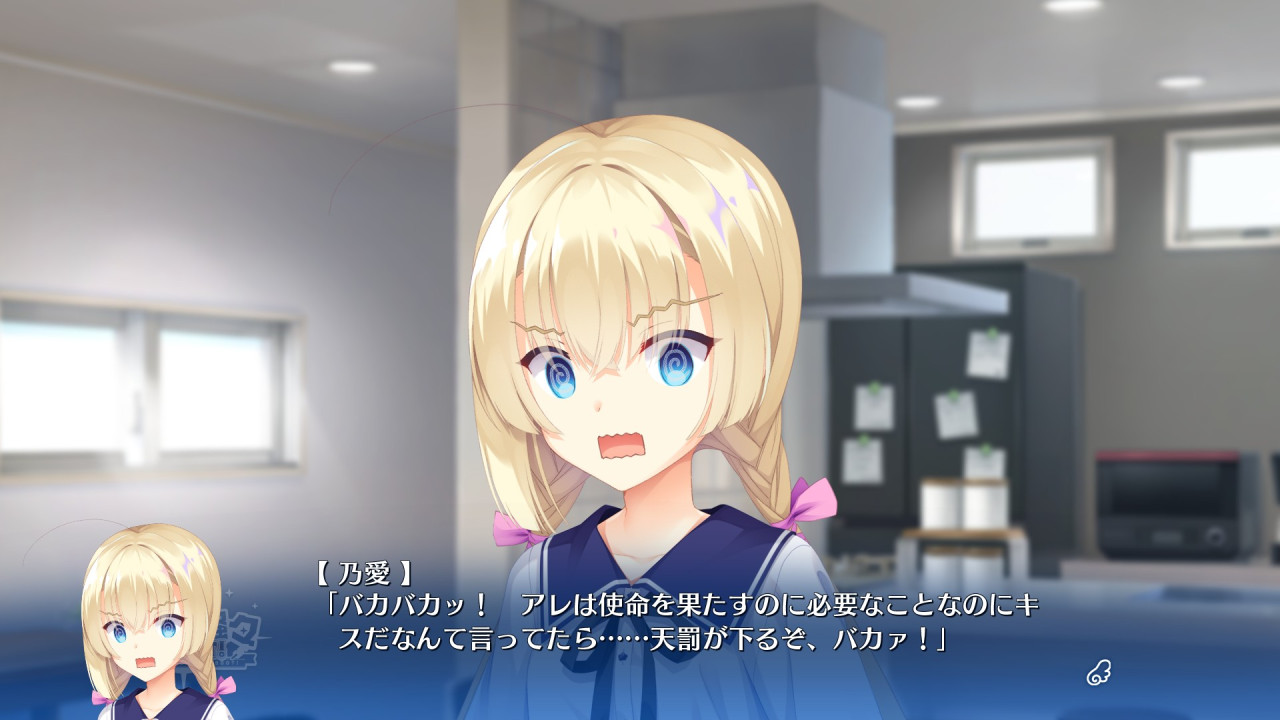 【 乃愛 】
「バカバカッ！　アレは使命を果たすのに必要なことなのにキ
スだなんて言ってたら……天罰が下るぞ、バカァ！」